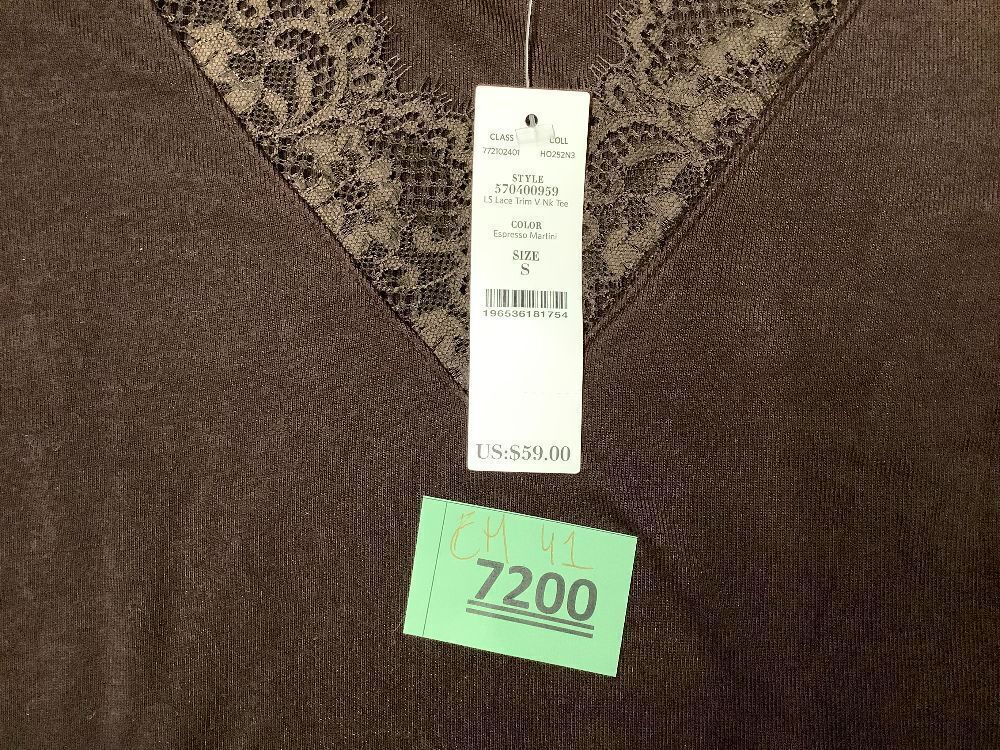 CLASS COLL
772102401 HO252N3
STYLE
570400959
LS Lace Trim V Nk Tee
COLOR
Espresso Martini
SIZE
S
196536181754
US:$59.00
EM 41
7200